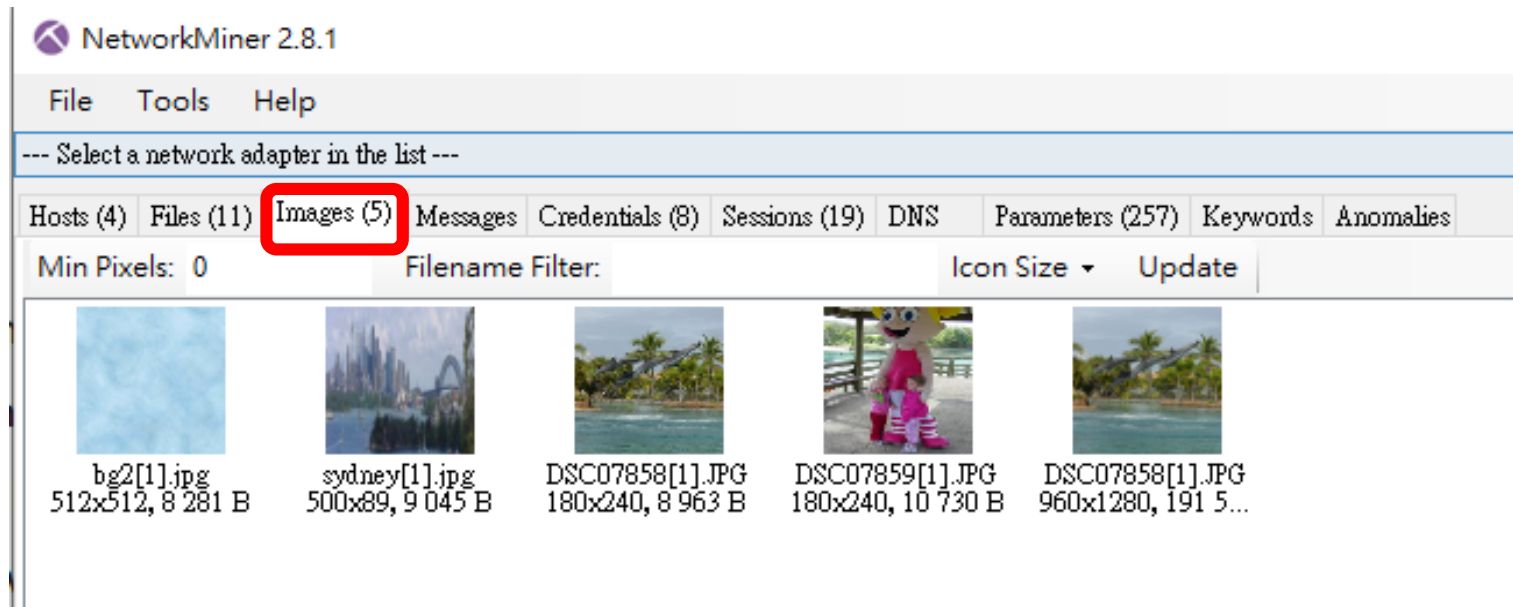 NetworkMiner 2.8.1
File Tools Help
--- Select a network adapter in the list ---
Hosts (4) Files (11) Images (5) Messages Credentials (8) Sessions (19) DNS Parameters (257) Keywords Anomalies
Min Pixels: 0 Filename Filter: Icon Size Update
bg2[1].jpg sydney[1].jpg DSC07858[1].JPG DSC07859[1].JPG DSC07858[1].JPG
512x512, 8 281 B 500x89, 9 045 B 180x240, 8 963 B 180x240, 10 730 B 960x1280, 191 5...